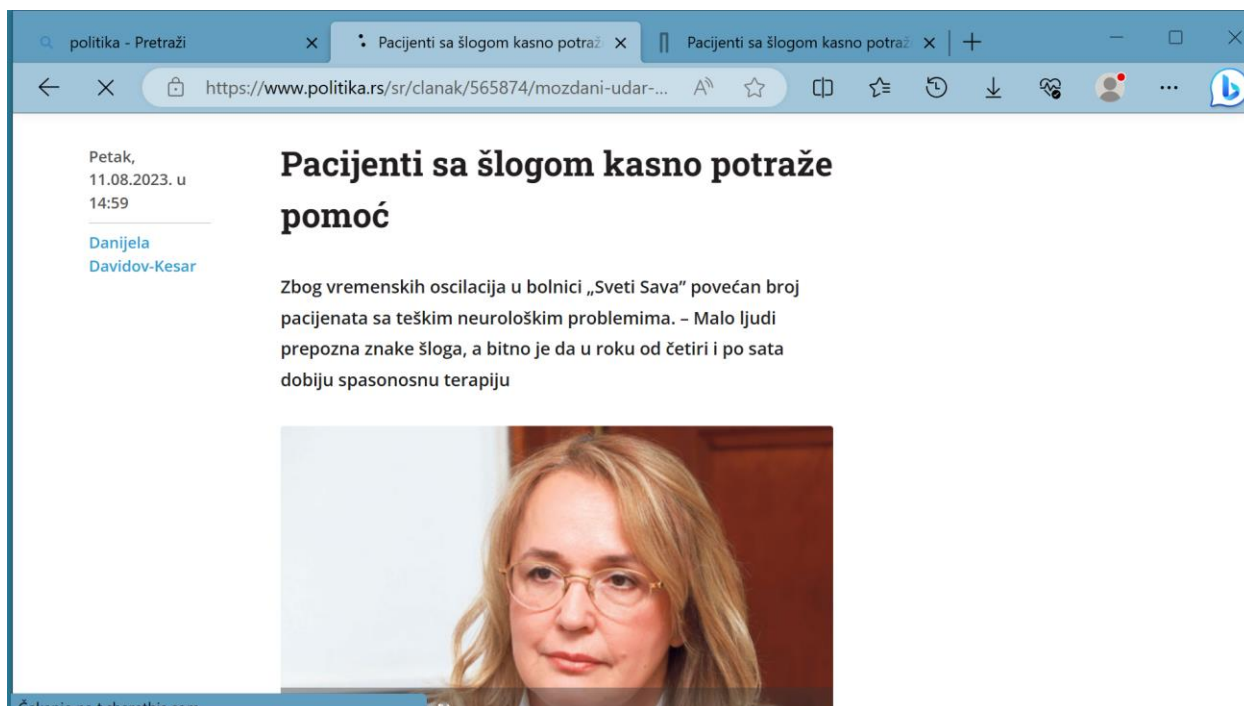 politika - Pretraži
Pacijenti sa šlogom kasno potraž
Pacijenti sa šlogom kasno potraž
https://www.politika.rs/sr/clanak/565874/mozdani-udar-...
Petak,
11.08.2023. u
14:59
Danijela
Davidov-Kesar
Pacijenti sa šlogom kasno potraže
pomoć
Zbog vremenskih oscilacija u bolnici „Sveti Sava” povećan broj
pacijenata sa teškim neurološkim problemima. – Malo ljudi
prepozna znake šloga, a bitno je da u roku od četiri i po sata
dobiju spasonosnu terapiju